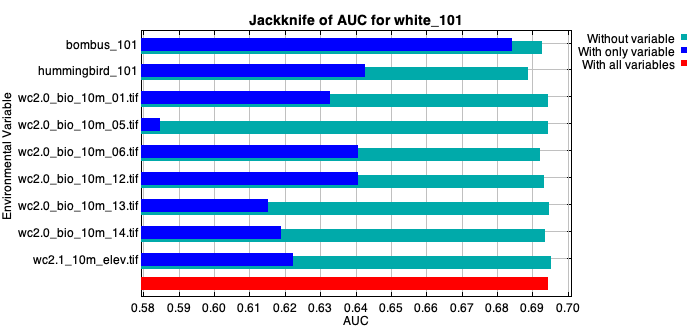 Jackknife of AUC for white_101
Without variable
With only variable
With all variables
Environmental Variable
bombus_101
hummingbird_101
wc2.0_bio_10m_01.tif
wc2.0_bio_10m_05.tif
wc2.0_bio_10m_06.tif
wc2.0_bio_10m_12.tif
wc2.0_bio_10m_13.tif
wc2.0_bio_10m_14.tif
wc2.1_10m_elev.tif
0.58 0.59 0.60 0.61 0.62 0.63 0.64 0.65 0.66 0.67 0.68 0.69 0.70
AUC